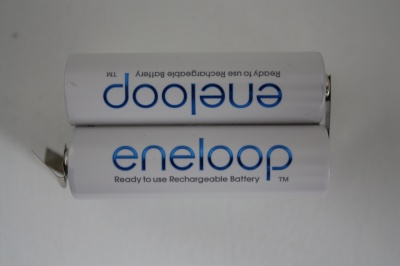 eneloop
Ready to use Rechargeable Battery
TM
eneloop
Ready to use Rechargeable Battery TM